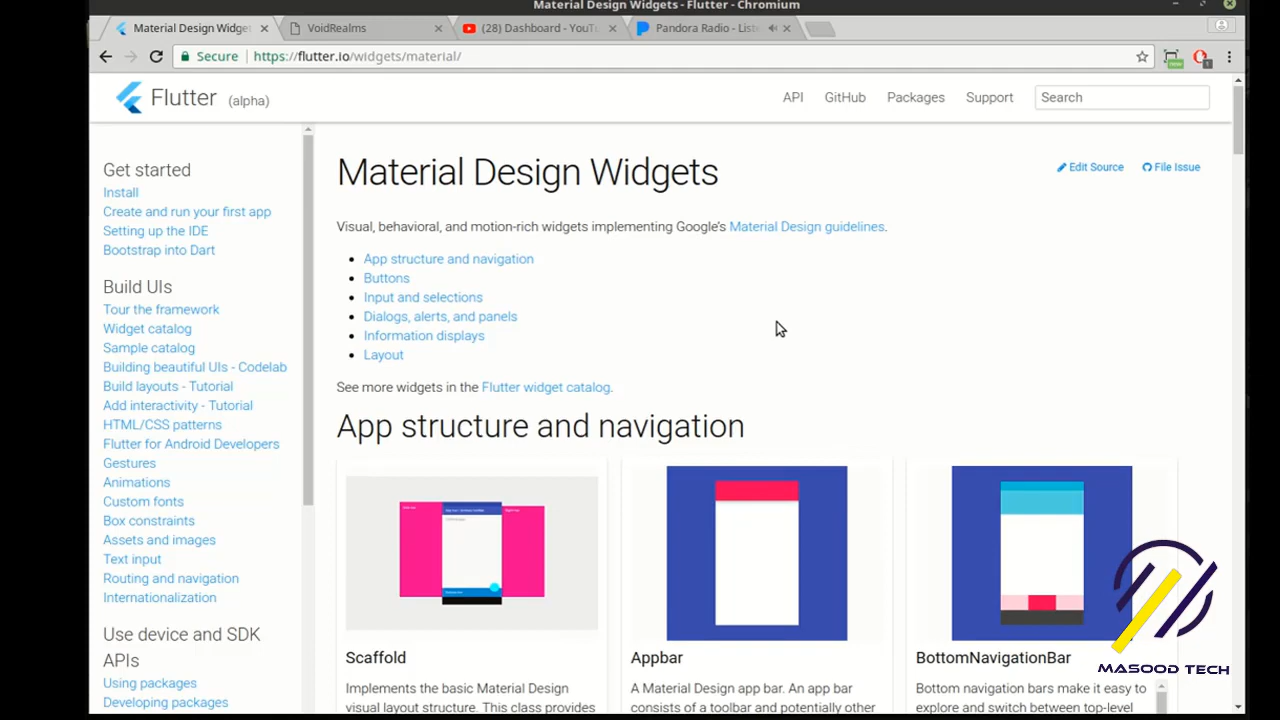 Material Design Widgets - Flutter - Chromium
Material Design Widget
VoidRealms
(28) Dashboard - YouTu
Pandora Radio - Liste
Secure
https://flutter.io/widgets/material/
new
1
Flutter (alpha)
API
GitHub
Packages
Support
Search
Get started
Install
Create and run your first app
Setting up the IDE
Bootstrap into Dart
Build UIs
Tour the framework
Widget catalog
Sample catalog
Building beautiful UIs - Codelab
Build layouts - Tutorial
Add interactivity - Tutorial
HTML/CSS patterns
Flutter for Android Developers
Gestures
Animations
Custom fonts
Box constraints
Assets and images
Text input
Routing and navigation
Internationalization
Use device and SDK
APIs
Using packages
Developing packages
Material Design Widgets
Edit Source
File Issue
Visual, behavioral, and motion-rich widgets implementing Google's Material Design guidelines.
App structure and navigation
Buttons
Input and selections
Dialogs, alerts, and panels
Information displays
Layout
See more widgets in the Flutter widget catalog.
App structure and navigation
Scaffold
Implements the basic Material Design
visual layout structure. This class provides
Appbar
A Material Design app bar. An app bar
consists of a toolbar and potentially other
BottomNavigationBar
Bottom navigation bars make it easy to
explore and switch between top-level
MASOOD TECH